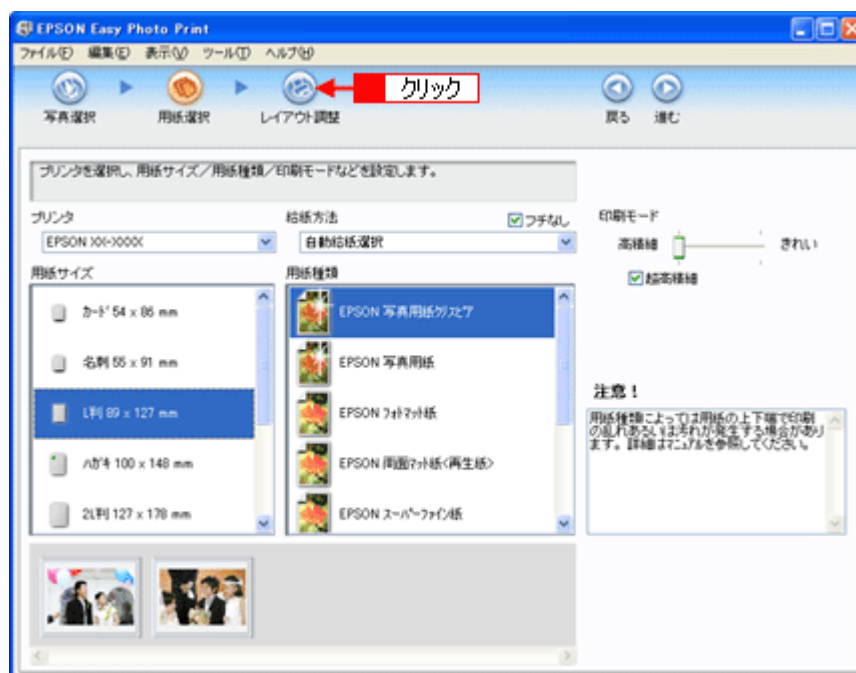 EPSON Easy Photo Print
ファイル(F) 編集(E) 表示(V) ツール(T) ヘルプ(H)
クリック
写真選択 用紙選択 レイアウト調整 戻る 進む
プリンタを選択し、用紙サイズ/用紙種類/印刷モードなどを設定します。
プリンタ 給紙方法 フチなし 印刷モード
EPSON XX-XXXX 自動給紙選択 高精細 きれい
用紙サイズ 用紙種類 超高精細
カード 54 x 86 mm EPSON 写真用紙クリスピア
名刺 55 x 91 mm EPSON 写真用紙
注意!
L判 89 x 127 mm EPSON フォトマット紙
用紙種類によっては用紙の上下端で印刷
の乱れあるいは汚れが発生する場合があり
ます。詳細はマニュアルを参照してください。
ハガキ 100 x 148 mm EPSON 両面マット紙<再生紙>
2L判 127 x 178 mm EPSON スーパーファイン紙